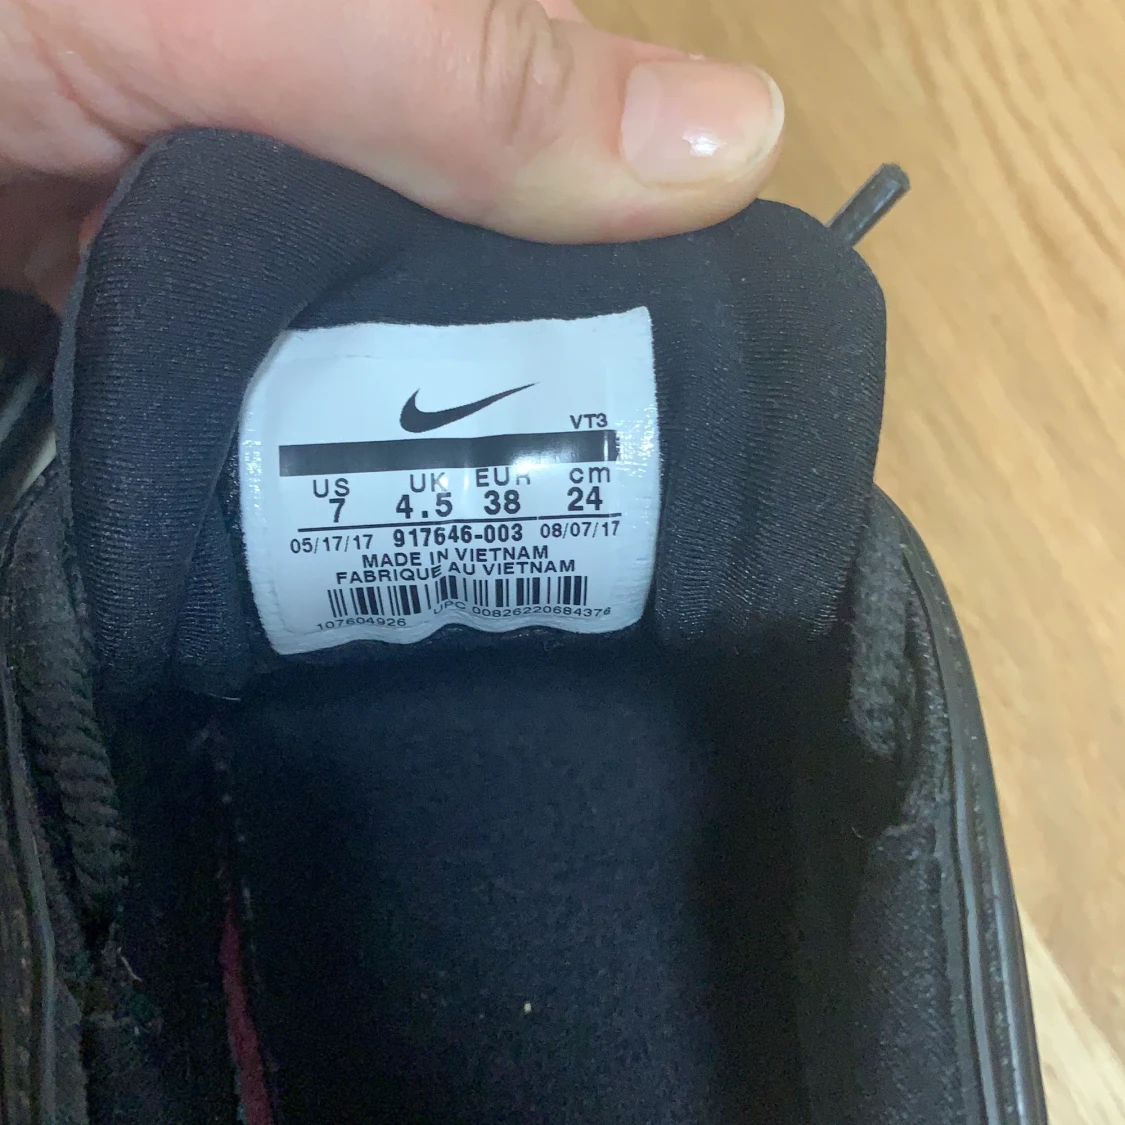 VT3
US UK EUR cm
7 4.5 38 24
05/17/17 917646-003 08/07/17
MADE IN VIETNAM
FABRIQUE AU VIETNAM
107604926 UPC 00826220684376